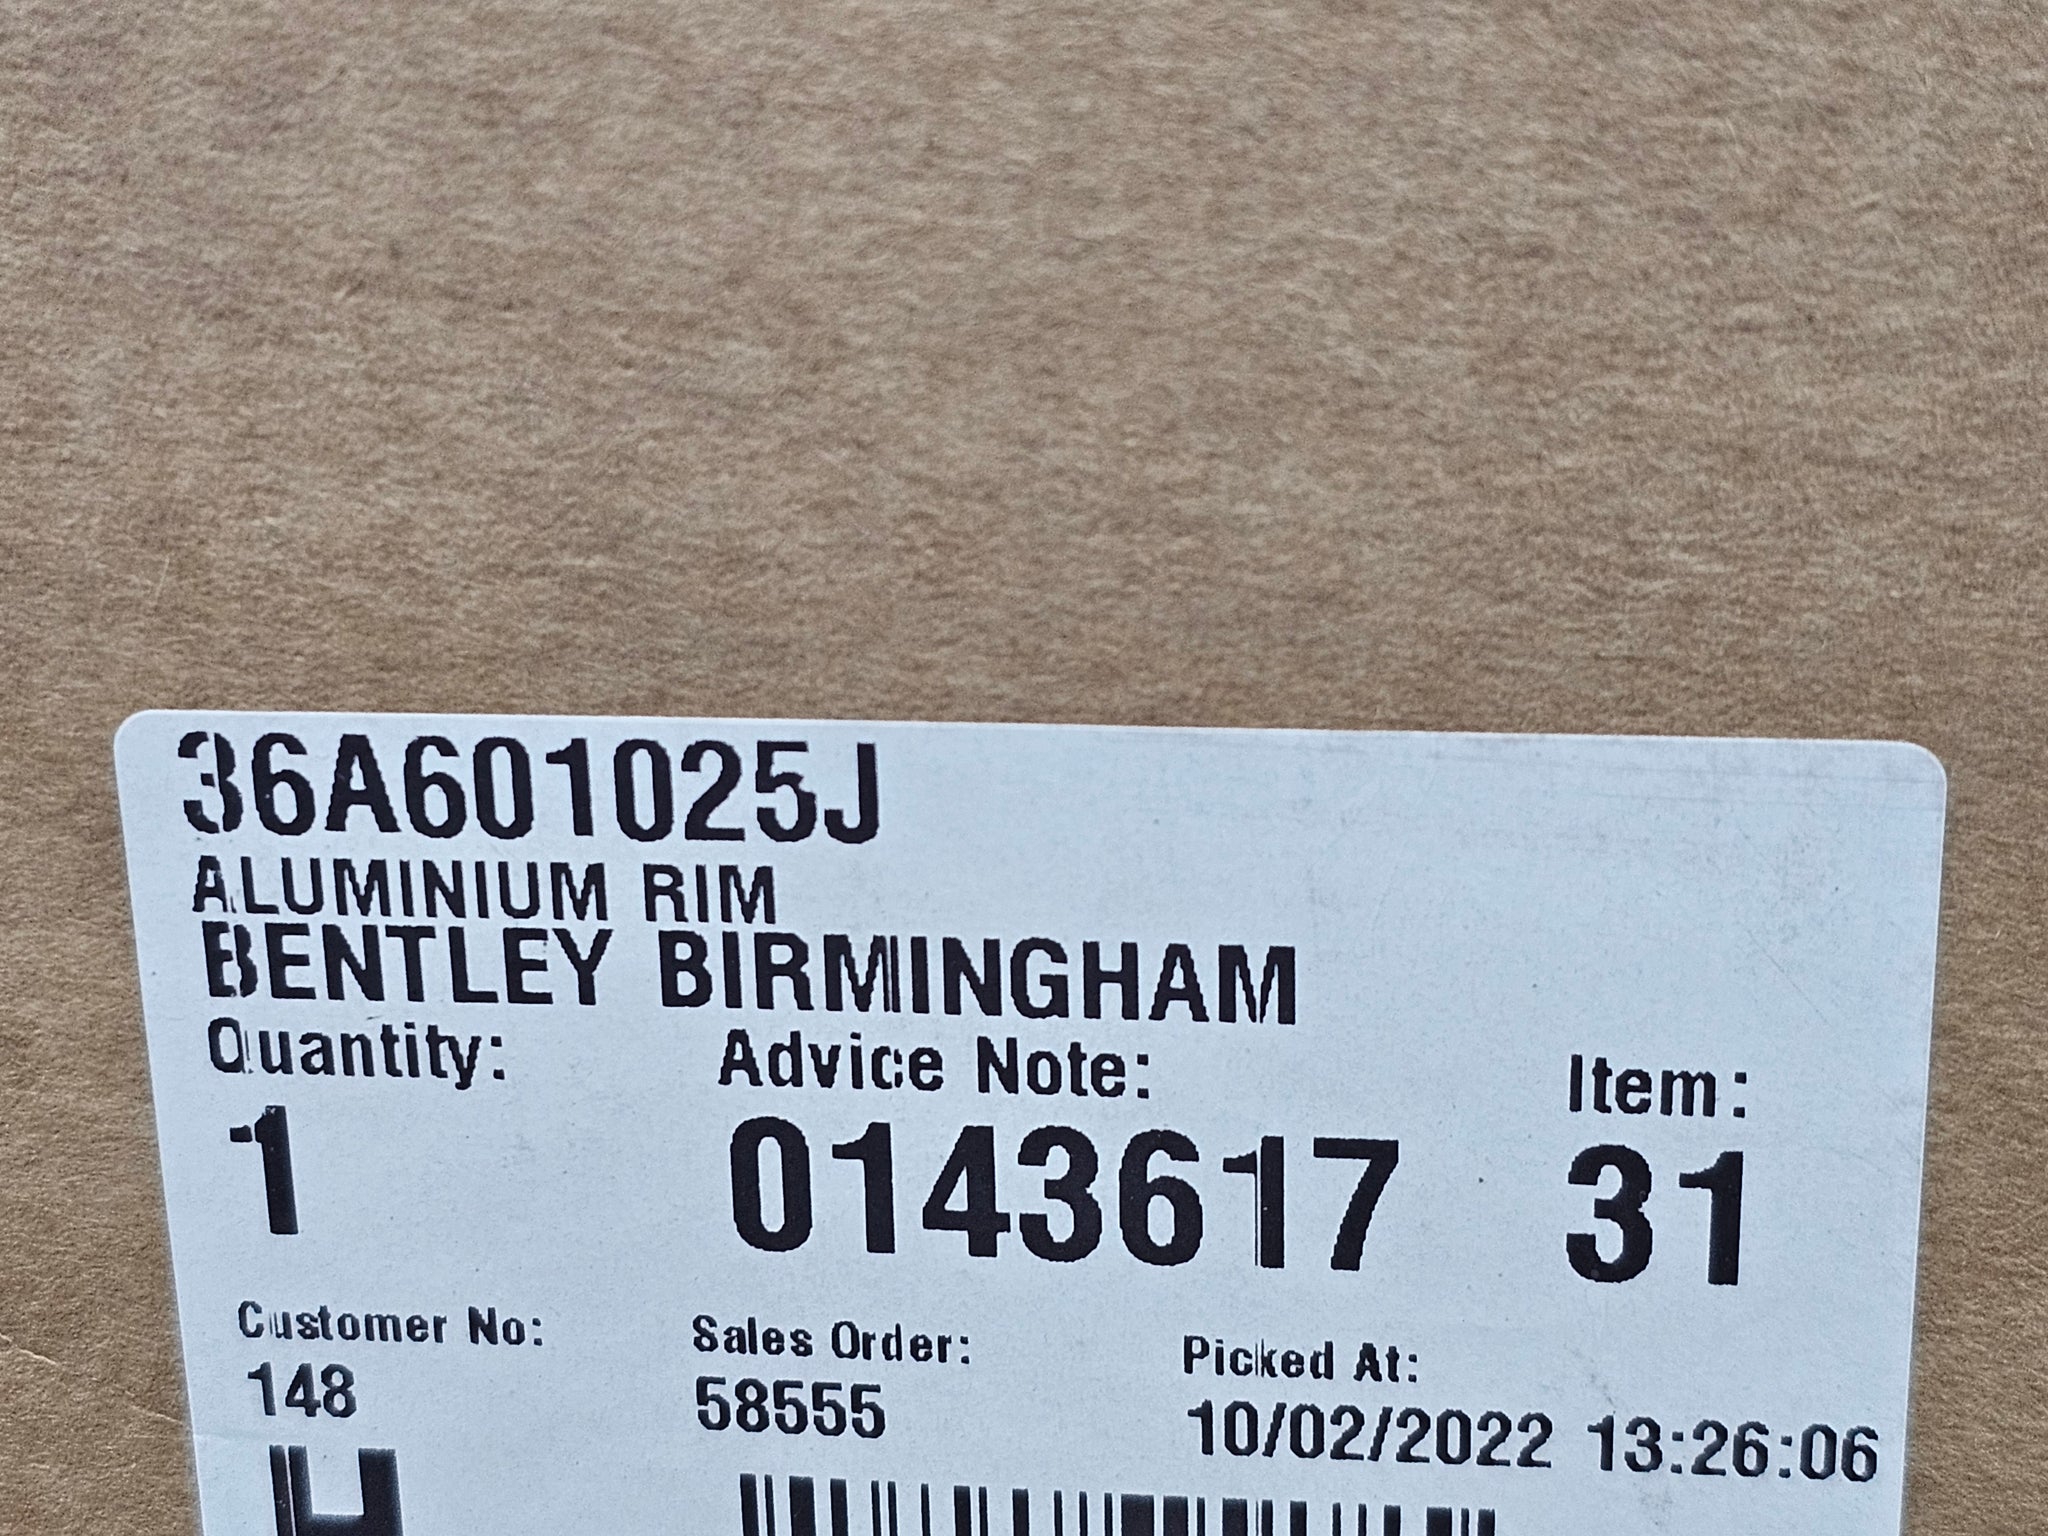 36A601025J
ALUMINIUM RIM
BENTLEY BIRMINGHAM
Quantity: Advice Note: Item:
1 0143617 31
Customer No: Sales Order: Picked At:
148 58555 10/02/2022 13:26:06
H